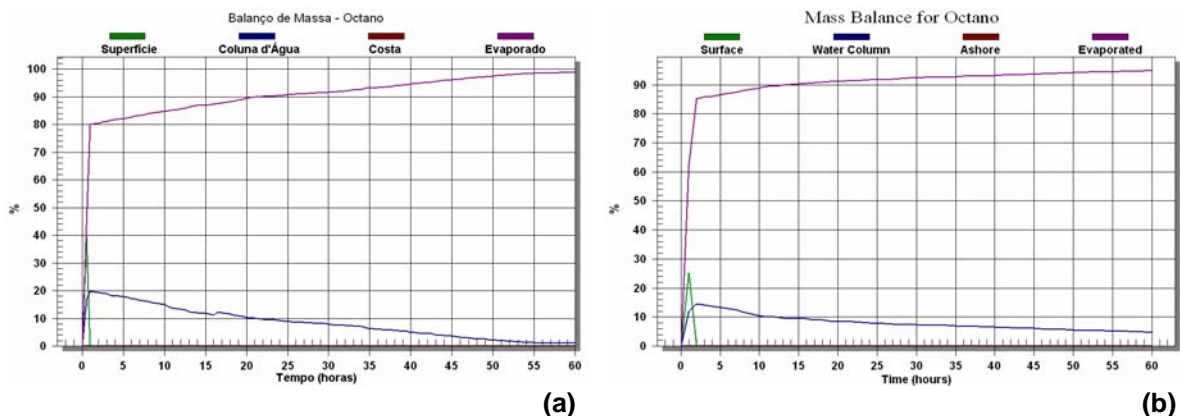 Balanço de Massa - Octano
Superfície Coluna d'Água Costa Evaporado
100
90
80
70
60
50
40
30
20
10
0
%
0 5 10 15 20 25 30 35 40 45 50 55 60
Tempo (horas)
(a)
Mass Balance for Octano
Surface Water Column Ashore Evaporated
90
80
70
60
50
40
30
20
10
0
%
0 5 10 15 20 25 30 35 40 45 50 55 60
Time (hours)
(b)